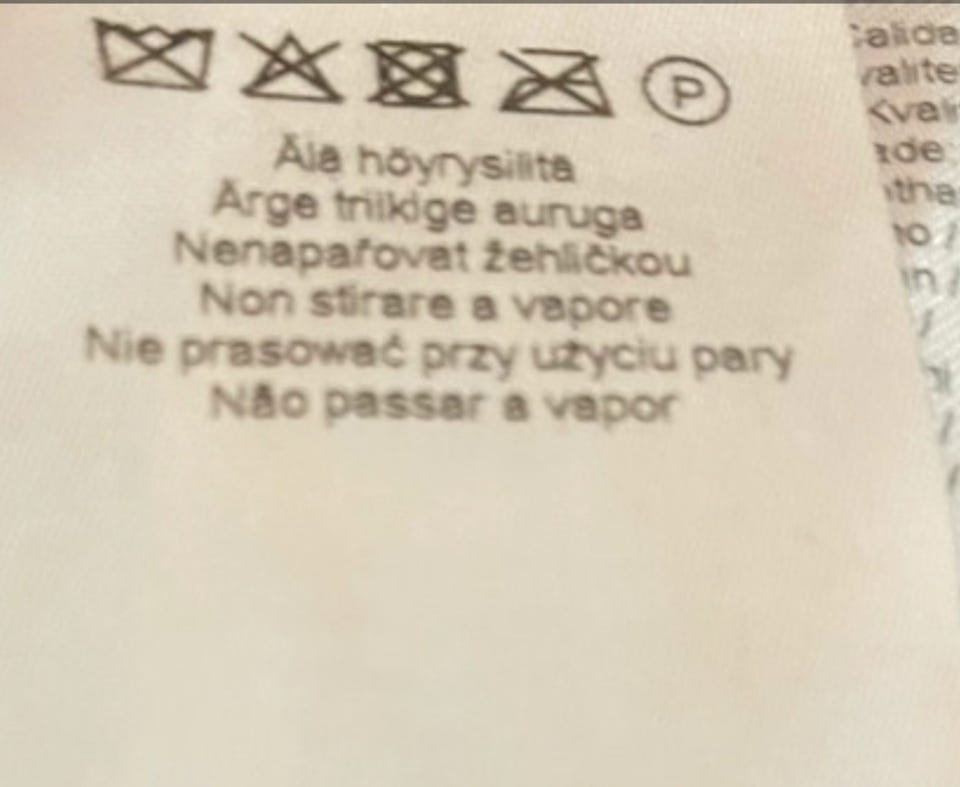 P
Älä höyrysilitä
Ärge triikige auruga
Nenapařovat žehličkou
Non stirare a vapore
Nie prasować przy użyciu pary
Não passar a vapor